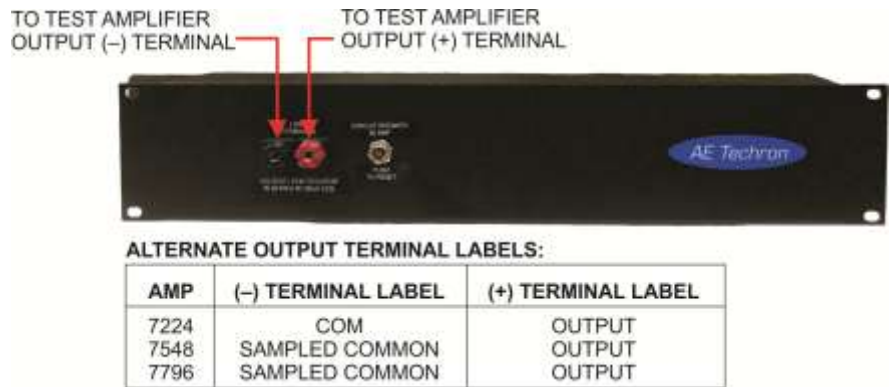 TO TEST AMPLIFIER
OUTPUT (–) TERMINAL
TO TEST AMPLIFIER
OUTPUT (+) TERMINAL
AE Techron
ALTERNATE OUTPUT TERMINAL LABELS:
AMP (–) TERMINAL LABEL (+) TERMINAL LABEL
7224 COM OUTPUT
7548 SAMPLED COMMON OUTPUT
7796 SAMPLED COMMON OUTPUT